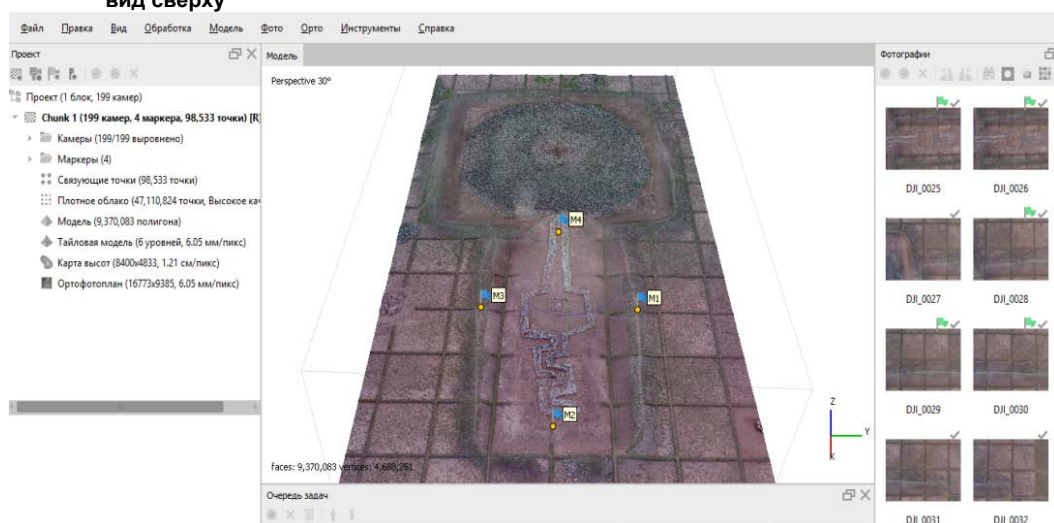 вид сверху
Файл Правка Вид Обработка Модель Фото Орто Инструменты Справка
Проект
Проект (1 блок, 199 камер)
Chunk 1 (199 камер, 4 маркера, 98,533 точки) [R
Камеры (199/199 выровнено)
Маркеры (4)
Связующие точки (98,533 точки)
Плотное облако (47,110,824 точки, Высокое кач
Модель (9,370,083 полигона)
Тайловая модель (6 уровней, 6.05 мм/пикс)
Карта высот (8400x4833, 1.21 см/пикс)
Ортофотоплан (16773x9385, 6.05 мм/пикс)
Модель
Perspective 30°
M4
M3
M1
M2
Z
Y
X
faces: 9,370,083 vertices: 4,688,251
Очередь задач
Фотографии
DJI_0025 DJI_0026
DJI_0027 DJI_0028
DJI_0029 DJI_0030
DJI_0031 DJI_0032